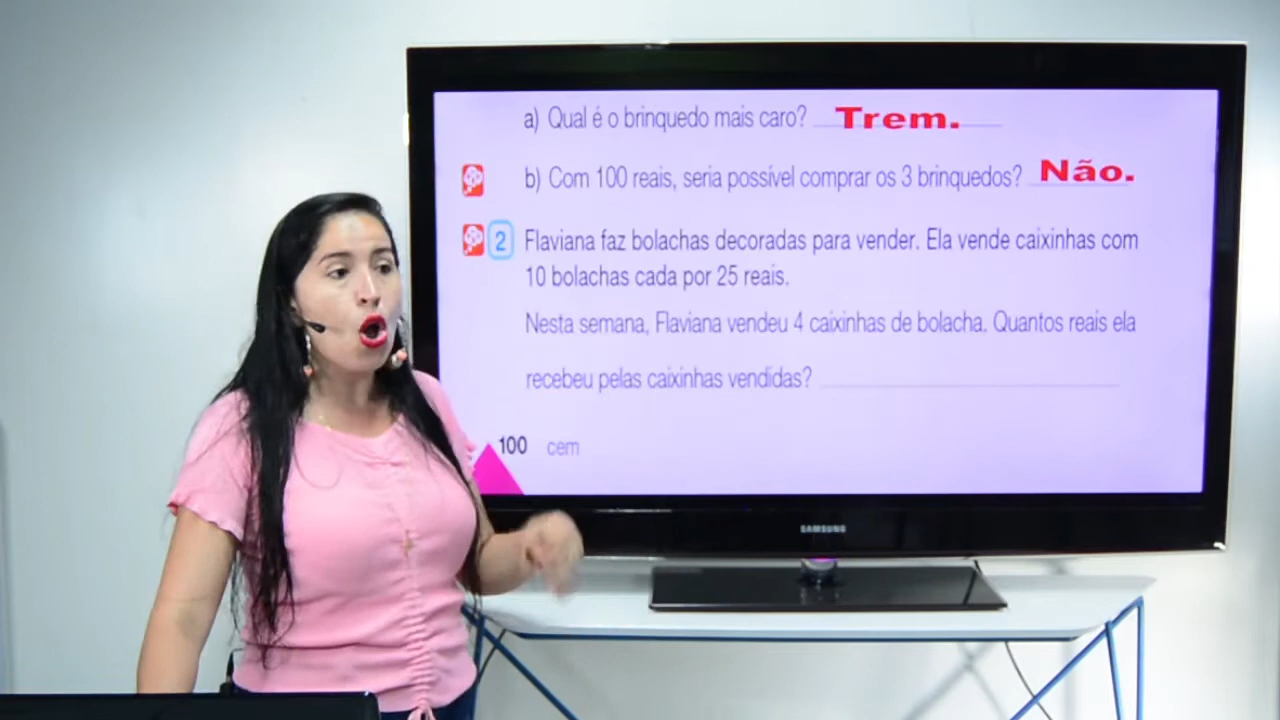 a) Qual é o brinquedo mais caro? Trem.
b) Com 100 reais, seria possível comprar os 3 brinquedos? Não.
2 Flaviana faz bolachas decoradas para vender. Ela vende caixinhas com
10 bolachas cada por 25 reais.
Nesta semana, Flaviana vendeu 4 caixinhas de bolacha. Quantos reais ela
recebeu pelas caixinhas vendidas?
100 cem
SAMSUNG